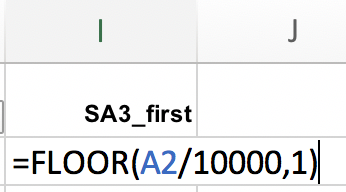 I J
SA3_first
=FLOOR(A2/10000,1)